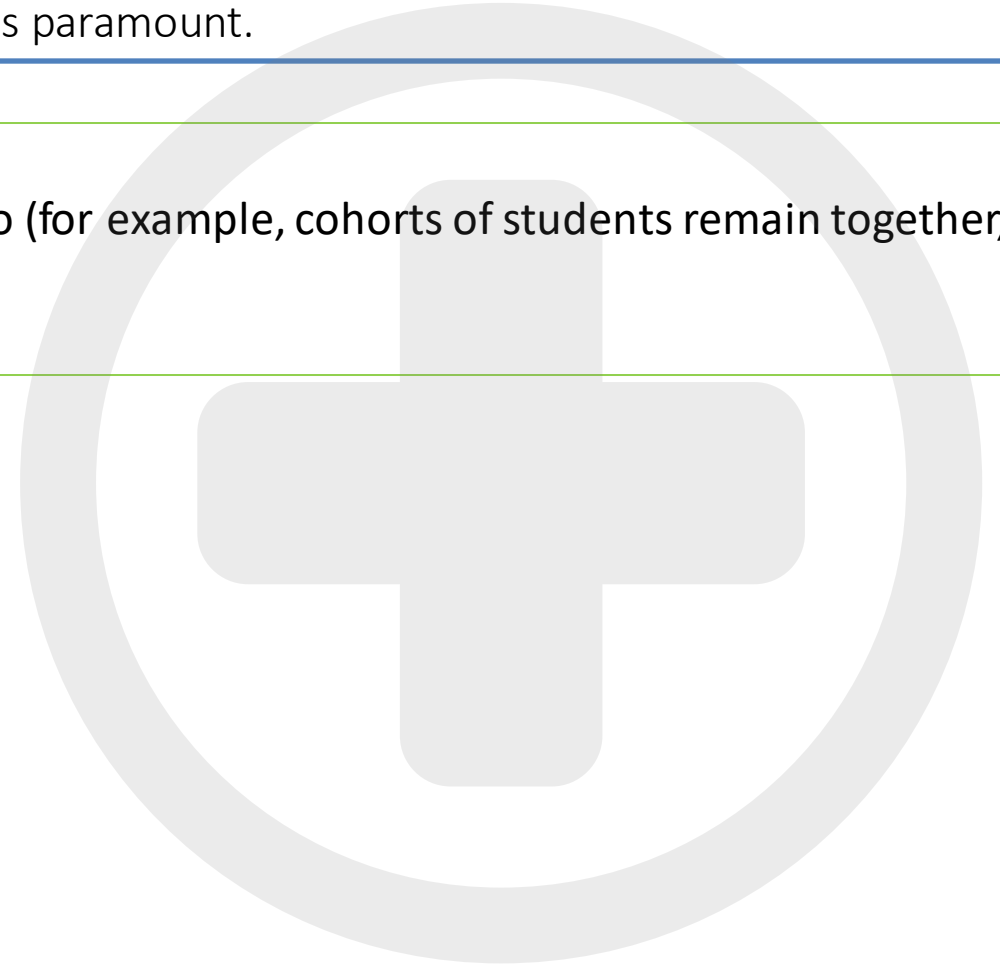 s paramount.
(for example, cohorts of students remain together,